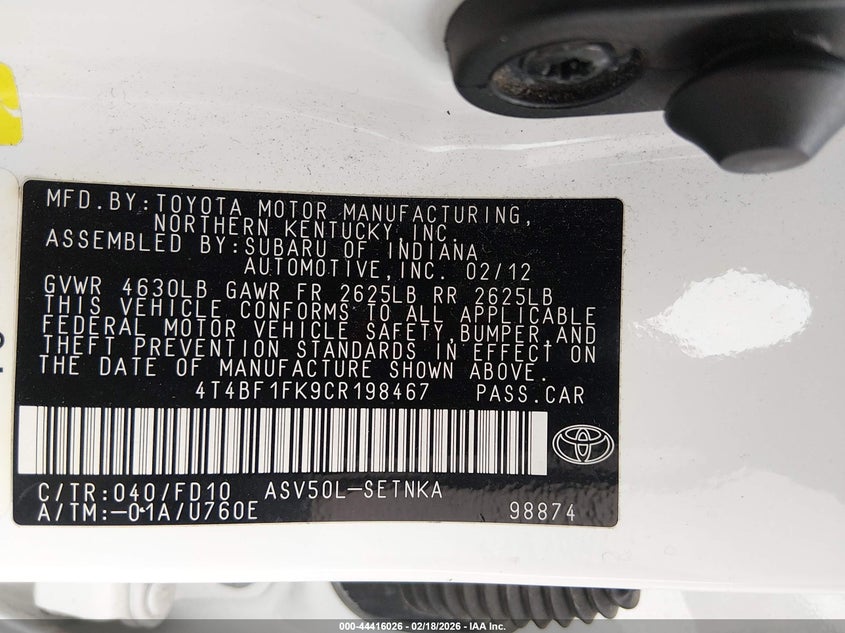 MFD.BY:TOYOTA MOTOR MANUFACTURING,
NORTHERN KENTUCKY,INC.
ASSEMBLED BY:SUBARU OF INDIANA
AUTOMOTIVE,INC. 02/12
GVWR 4630LB GAWR FR 2625LB RR 2625LB
THIS VEHICLE CONFORMS TO ALL APPLICABLE
FEDERAL MOTOR VEHICLE SAFETY,BUMPER,AND
THEFT PREVENTION STANDARDS IN EFFECT ON
THE DATE OF MANUFACTURE SHOWN ABOVE.
4T4BF1FK9CR198467 PASS.CAR
C/TR:040/FD10 ASV50L-SETNKA
A/TM:-01A/U760E 98874
000-44416026 - 02/18/2026 - IAA Inc.